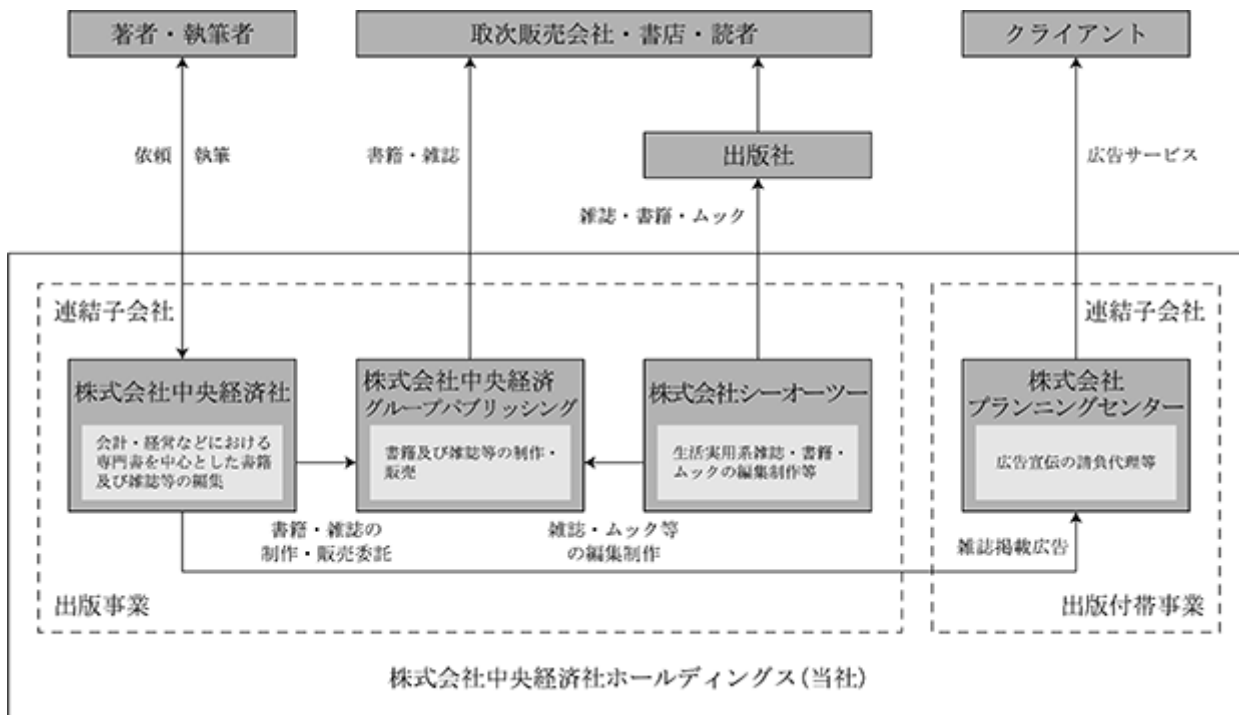 著者・執筆者
取次販売会社・書店・読者
クライアント
出版社
依頼
執筆
書籍・雑誌
広告サービス
雑誌・書籍・ムック
連結子会社
連結子会社
株式会社中央経済社
会計・経営などにおける
専門書を中心とした書籍
及び雑誌等の編集
株式会社中央経済
グループパブリッシング
書籍及び雑誌等の制作・
販売
株式会社シーオーツー
生活実用系雑誌・書籍・
ムックの編集制作等
株式会社
プランニングセンター
広告宣伝の請負代理等
書籍・雑誌の
制作・販売委託
雑誌・ムック等
の編集制作
雑誌掲載広告
出版事業
出版付帯事業
株式会社中央経済社ホールディングス(当社)